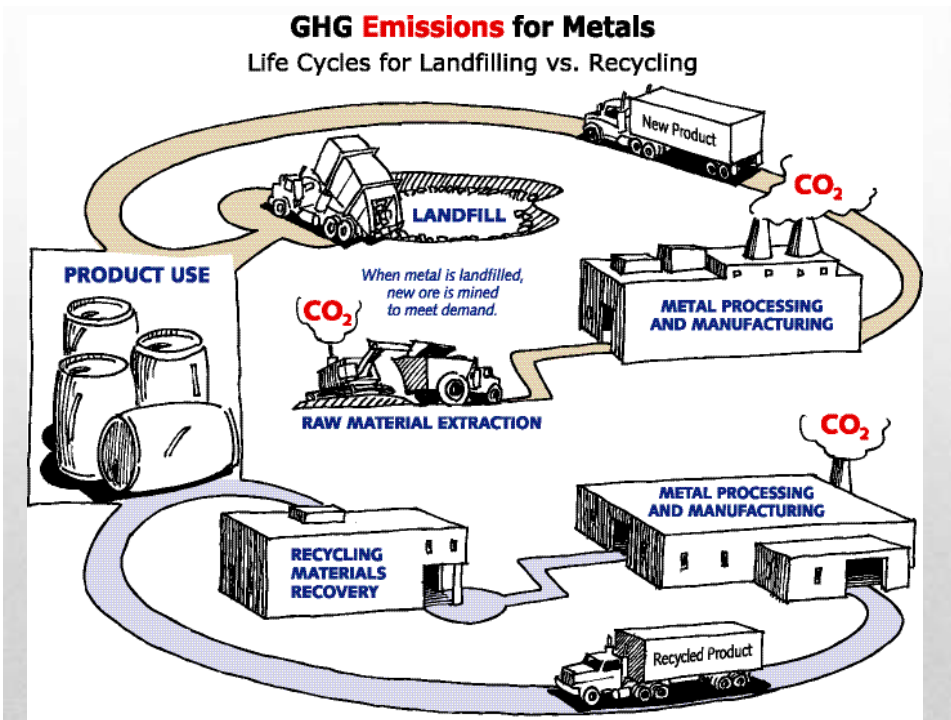 GHG Emissions for Metals
Life Cycles for Landfilling vs. Recycling
New Product
CO₂
LANDFILL
PRODUCT USE
When metal is landfilled,
new ore is mined
to meet demand.
CO₂
METAL PROCESSING
AND MANUFACTURING
RAW MATERIAL EXTRACTION
CO₂
METAL PROCESSING
AND MANUFACTURING
RECYCLING
MATERIALS
RECOVERY
Recycled Product